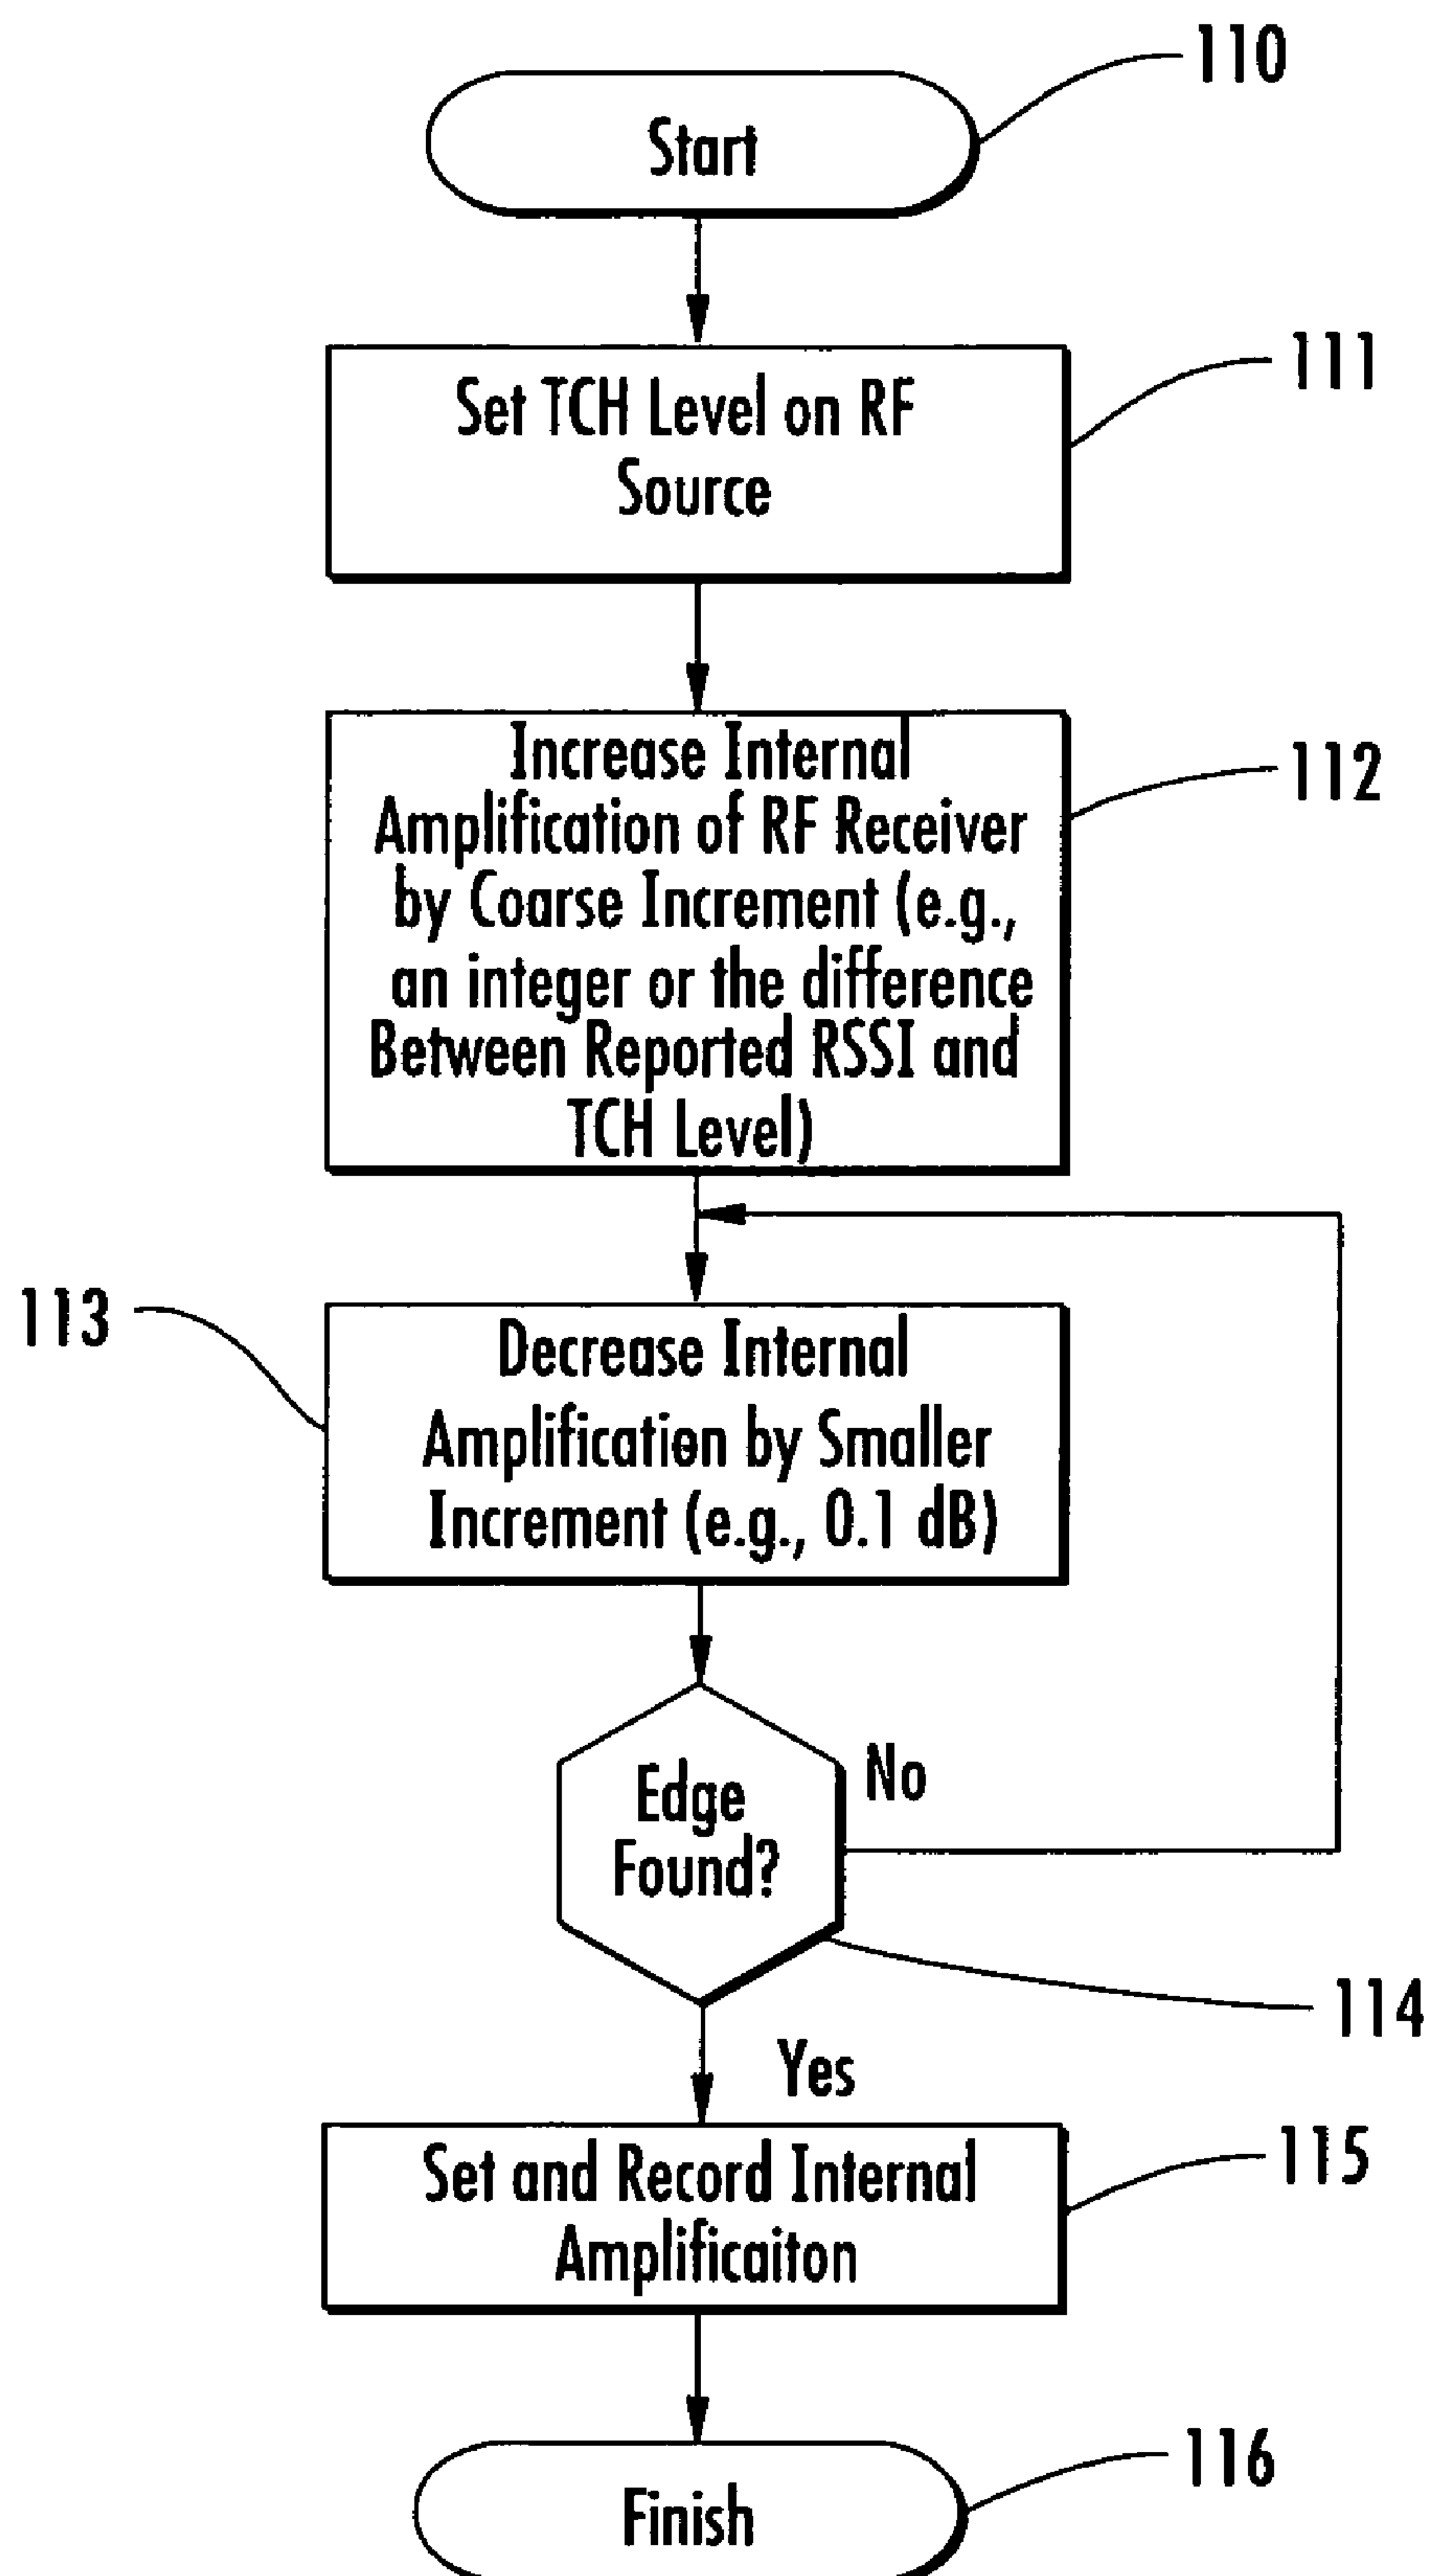 110
Start
111
Set TCH Level on RF
Source
112
Increase Internal
Amplification of RF Receiver
by Coarse Increment (e.g.,
an integer or the difference
Between Reported RSSI and
TCH Level)
113
Decrease Internal
Amplification by Smaller
Increment (e.g., 0.1 dB)
Edge
Found?
No
114
Yes
115
Set and Record Internal
Amplificaiton
116
Finish